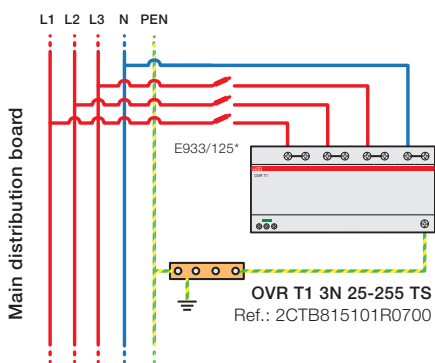 L1 L2 L3 N PEN
Main distribution board
E933/125*
ABB
OVR T1
OVR T1 3N 25-255 TS
Ref.: 2CTB815101R0700